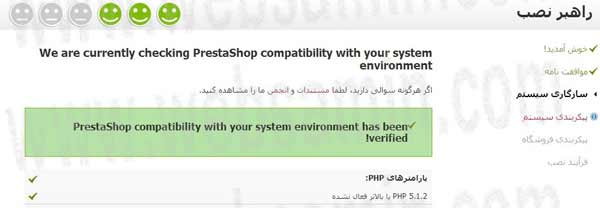 راهبر نصب
خوش آمدید!
موافقت نامه
سازگاری سیستم
پیکربندی سیستم
پیکربندی فروشگاه
فرآیند نصب
We are currently checking PrestaShop compatibility with your system
environment
اگر هرگونه سوالی دارید، لطفا مستندات و انجمن ما را مشاهده کنید.
PrestaShop compatibility with your system environment has been
verified!
پارامترهای PHP:
PHP 5.1.2 یا بالاتر فعال نشده